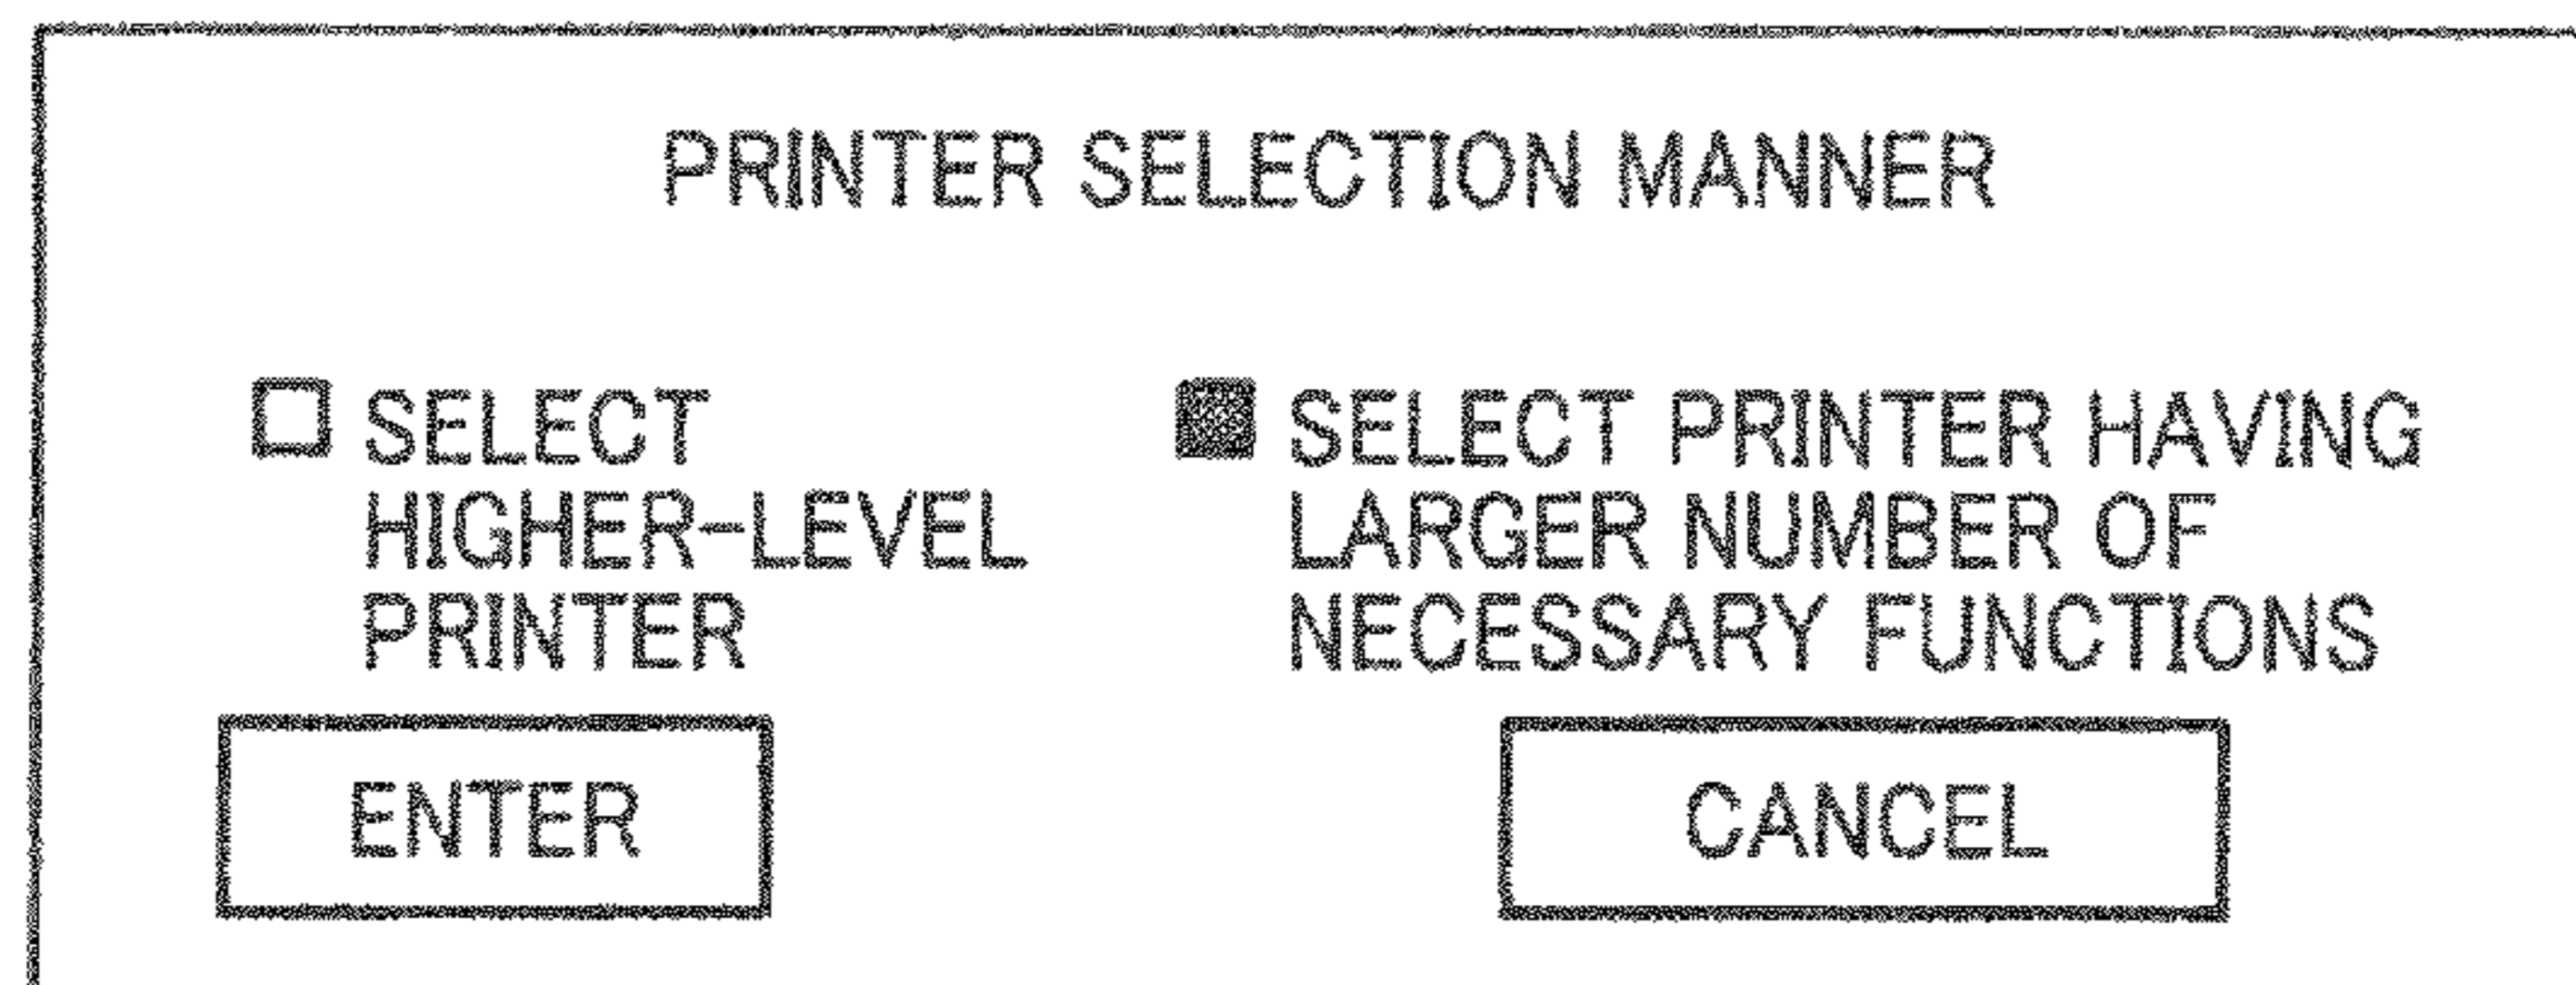 PRINTER SELECTION MANNER
SELECT
HIGHER-LEVEL
PRINTER
SELECT PRINTER HAVING
LARGER NUMBER OF
NECESSARY FUNCTIONS
ENTER
CANCEL